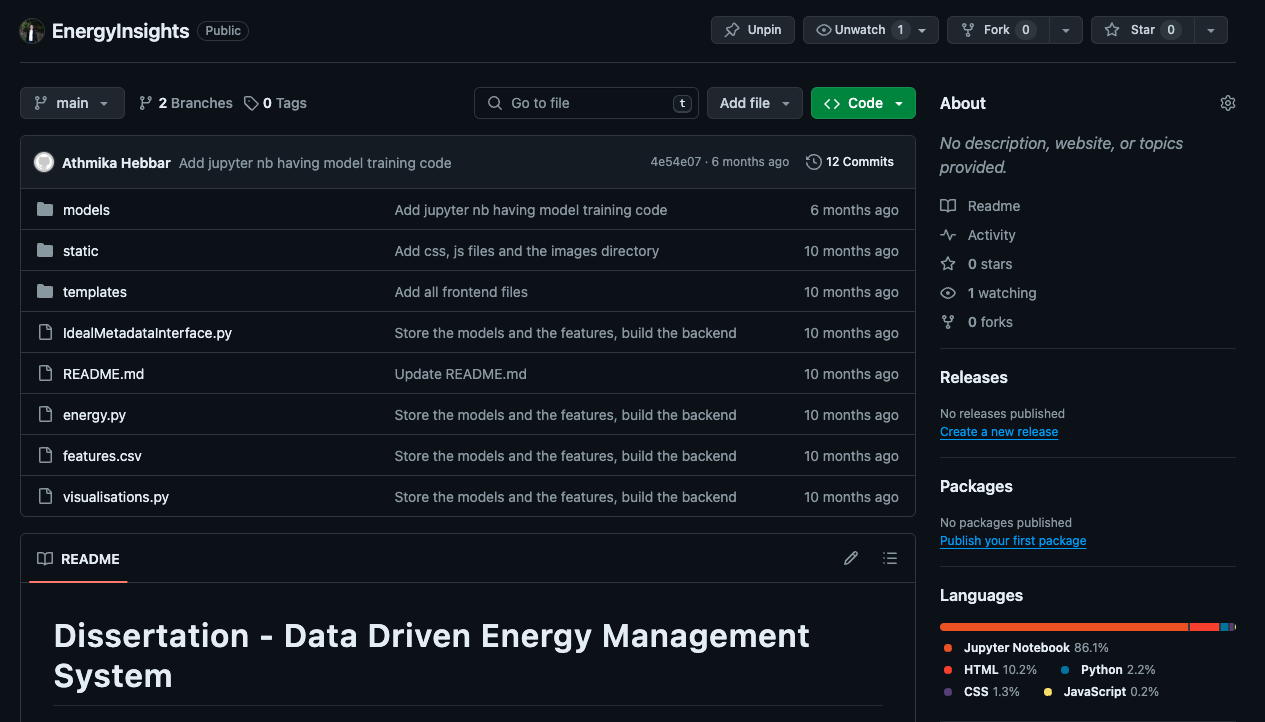 EnergyInsights Public Unpin Unwatch 1 Fork 0 Star 0
main 2 Branches 0 Tags Go to file t Add file Code
Athmika Hebbar Add jupyter nb having model training code 4e54e07 · 6 months ago 12 Commits
models Add jupyter nb having model training code 6 months ago
static Add css, js files and the images directory 10 months ago
templates Add all frontend files 10 months ago
IdealMetadataInterface.py Store the models and the features, build the backend 10 months ago
README.md Update README.md 10 months ago
energy.py Store the models and the features, build the backend 10 months ago
features.csv Store the models and the features, build the backend 10 months ago
visualisations.py Store the models and the features, build the backend 10 months ago
README
Dissertation - Data Driven Energy Management
System
About
No description, website, or topics
provided.
Readme
Activity
0 stars
1 watching
0 forks
Releases
No releases published
Create a new release
Packages
No packages published
Publish your first package
Languages
Jupyter Notebook 86.1%
HTML 10.2% Python 2.2%
CSS 1.3% JavaScript 0.2%